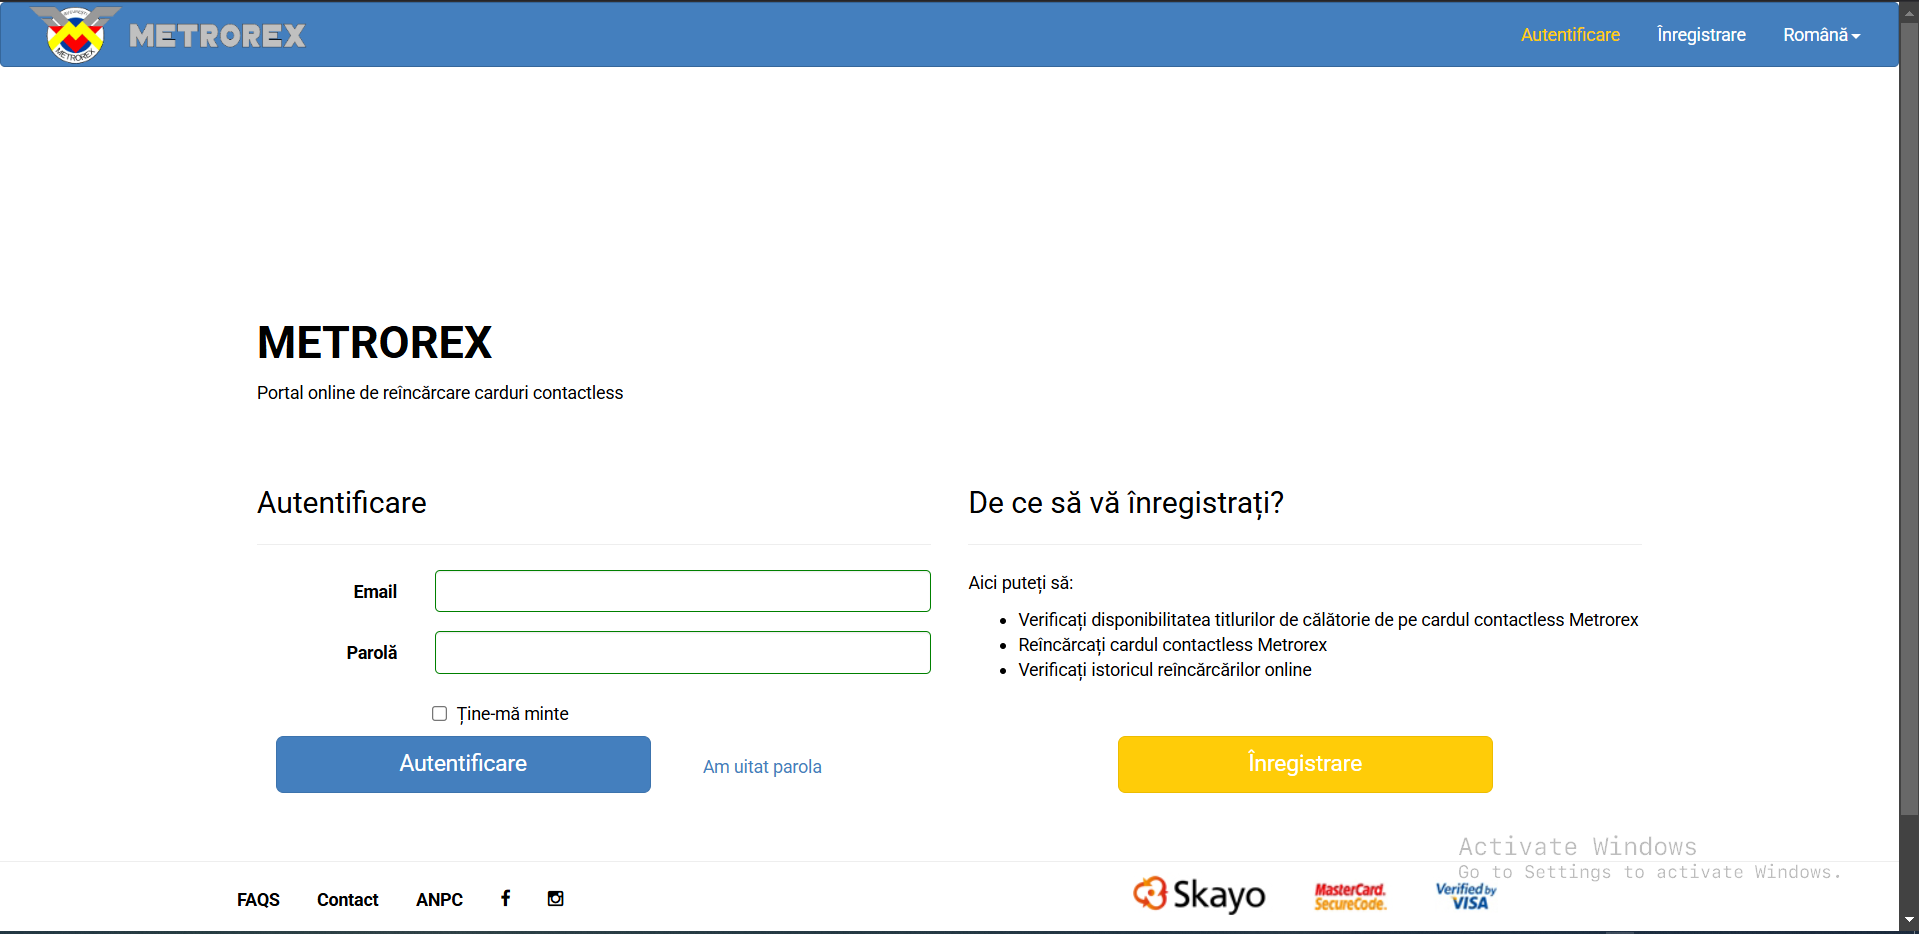 METROREX
METROREX
Autentificare
Înregistrare
Română
METROREX
Portal online de reîncărcare carduri contactless
Autentificare
Email
Parolă
Ține-mă minte
Autentificare
Am uitat parola
De ce să vă înregistrați?
Aici puteți să:
Verificați disponibilitatea titlurilor de călătorie de pe cardul contactless Metrorex
Reîncărcați cardul contactless Metrorex
Verificați istoricul reîncărcărilor online
Înregistrare
Activate Windows
Go to Settings to activate Windows.
FAQS
Contact
ANPC
Skayo
MasterCard.
SecureCode.
Verified by
VISA